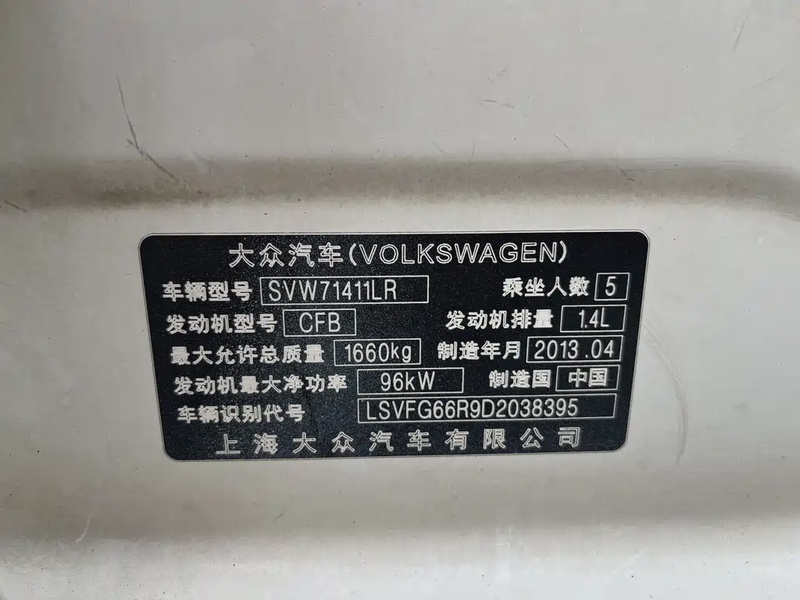 大众汽车(VOLKSWAGEN)
车辆型号 SVW71411LR 乘坐人数 5
发动机型号 CFB 发动机排量 1.4L
最大允许总质量 1660kg 制造年月 2013.04
发动机最大净功率 96kW 制造国 中国
车辆识别代号 LSVFG66R9D2038395
上海大众汽车有限公司